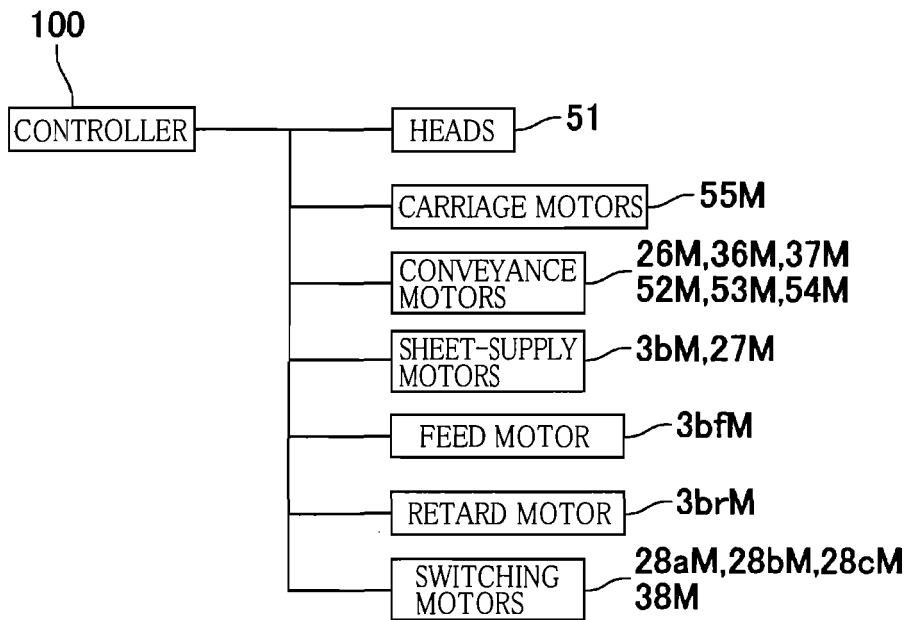 100
CONTROLLER
HEADS
51
CARRIAGE MOTORS
55M
CONVEYANCE
MOTORS
26M,36M,37M
52M,53M,54M
SHEET-SUPPLY
MOTORS
3bM,27M
FEED MOTOR
3bfM
RETARD MOTOR
3brM
SWITCHING
MOTORS
28aM,28bM,28cM
38M